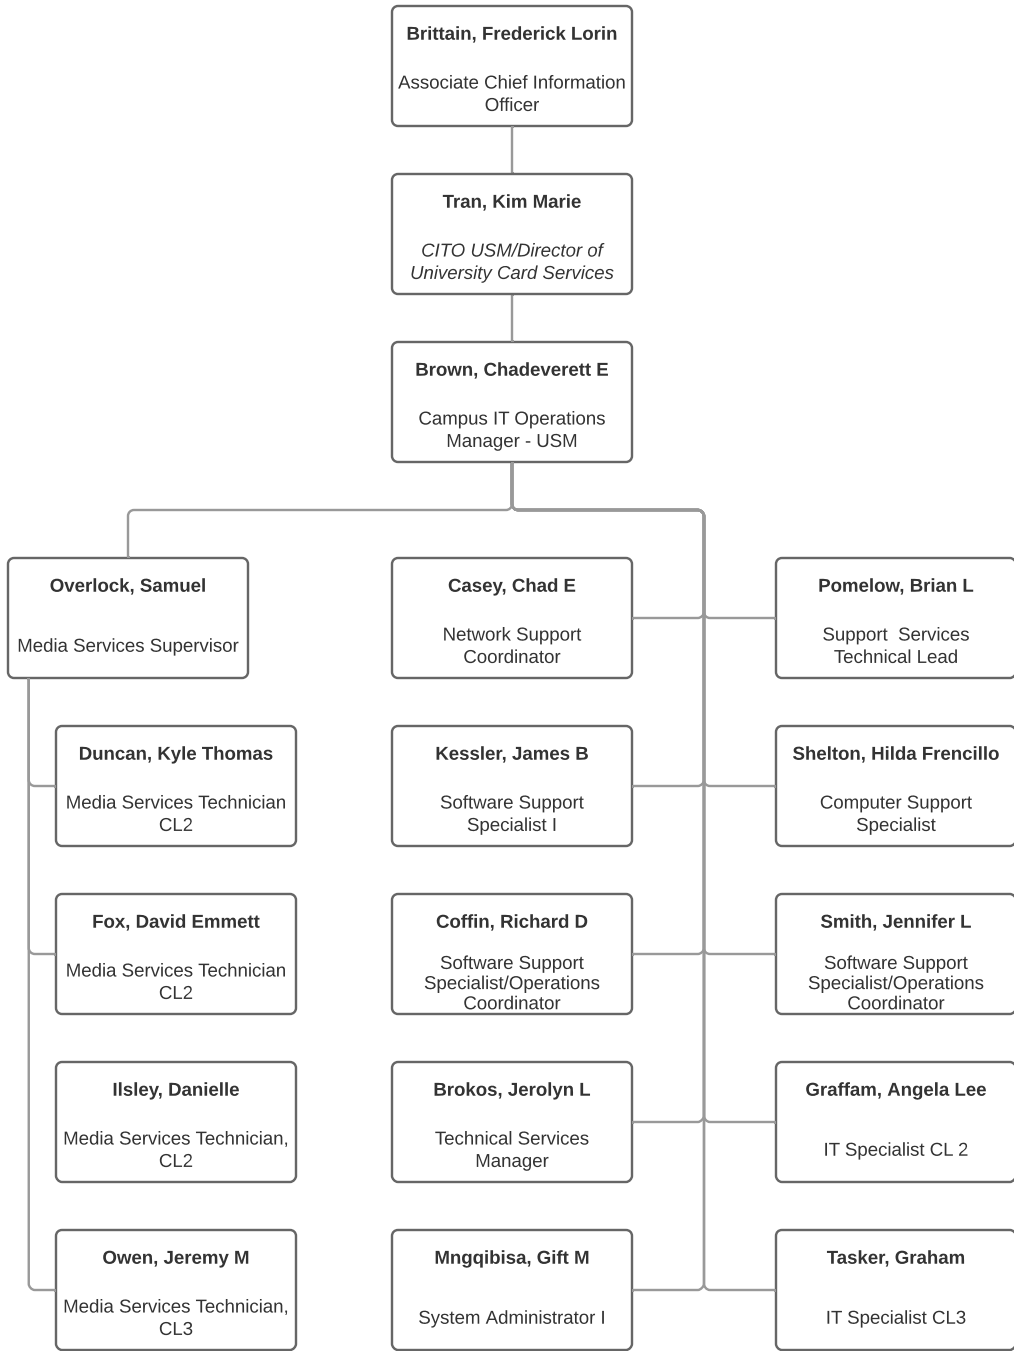 Brittain, Frederick Lorin
Associate Chief Information
Officer
Tran, Kim Marie
CITO USM/Director of
University Card Services
Brown, Chadeverett E
Campus IT Operations
Manager - USM
Overlock, Samuel
Media Services Supervisor
Casey, Chad E
Network Support
Coordinator
Pomelow, Brian L
Support  Services
Technical Lead
Duncan, Kyle Thomas
Media Services Technician
CL2
Kessler, James B
Software Support
Specialist I
Shelton, Hilda Frencillo
Computer Support
Specialist
Fox, David Emmett
Media Services Technician
CL2
Coffin, Richard D
Software Support
Specialist/Operations
Coordinator
Smith, Jennifer L
Software Support
Specialist/Operations
Coordinator
Ilsley, Danielle
Media Services Technician,
CL2
Brokos, Jerolyn L
Technical Services
Manager
Graffam, Angela Lee
IT Specialist CL 2
Owen, Jeremy M
Media Services Technician,
CL3
Mngqibisa, Gift M
System Administrator I
Tasker, Graham
IT Specialist CL3